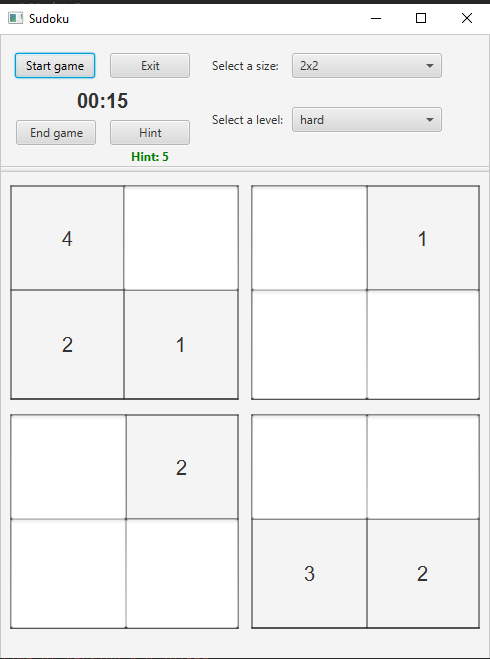 Sudoku
Start game
Exit
Select a size:
2x2
00:15
Select a level:
hard
End game
Hint
Hint: 5
4
1
2
1
2
3
2